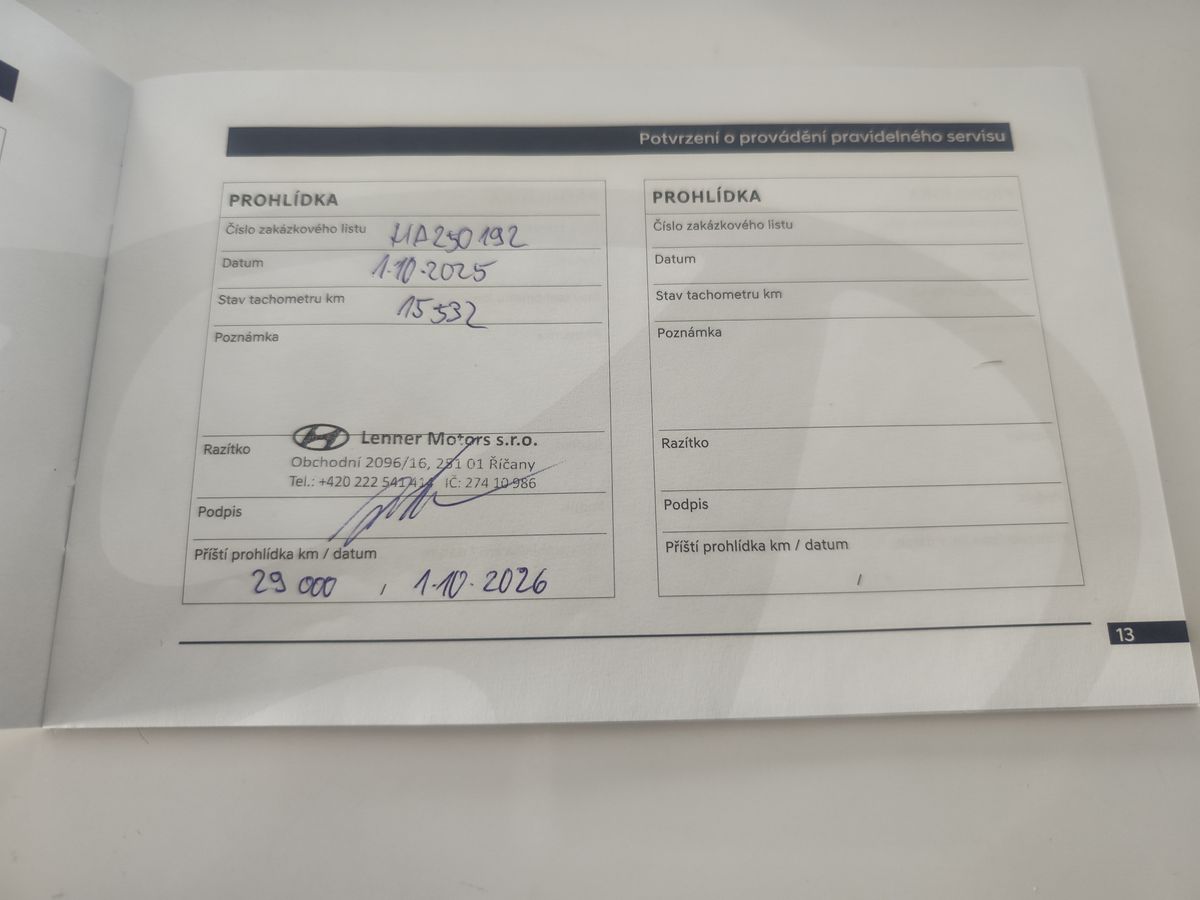 Potvrzení o provádění pravidelného servisu
PROHLÍDKA
Číslo zakázkového listu HA250192
Datum 1.10.2025
Stav tachometru km 15532
Poznámka
Razítko
Lenner Motors s.r.o.
Obchodní 2096/16, 251 01 Říčany
Tel.: +420 222 541 411 IČ: 274 10 986
Podpis
Příští prohlídka km / datum
29 000 / 1.10.2026
PROHLÍDKA
Číslo zakázkového listu
Datum
Stav tachometru km
Poznámka
Razítko
Podpis
Příští prohlídka km / datum
/
13